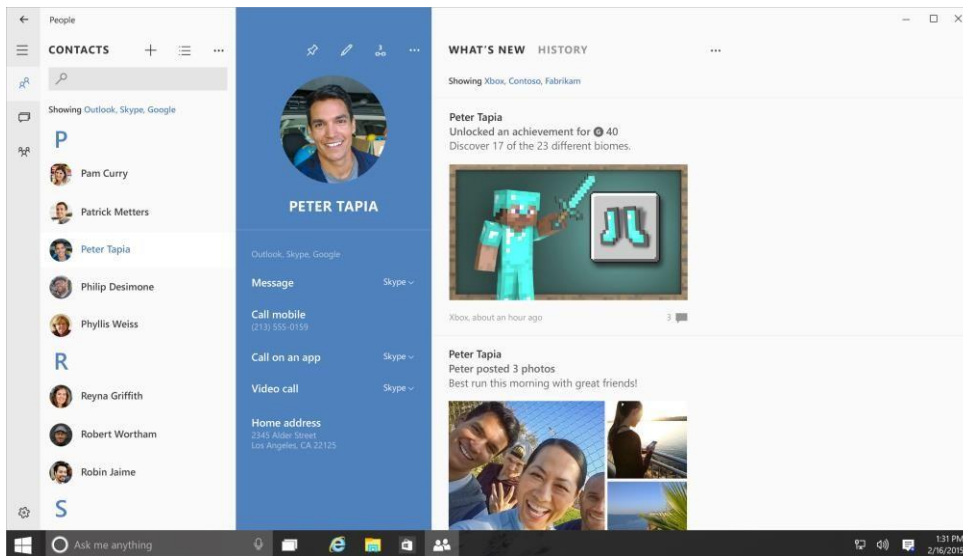 People
CONTACTS
Showing Outlook, Skype, Google
P
Pam Curry
Patrick Metters
Peter Tapia
Philip Desimone
Phyllis Weiss
R
Reyna Griffith
Robert Wortham
Robin Jaime
S
3
PETER TAPIA
Outlook, Skype, Google
Message Skype
Call mobile
(213) 555-0159
Call on an app Skype
Video call Skype
Home address
2345 Alder Street
Los Angeles, CA 22125
WHAT'S NEW HISTORY
Showing Xbox, Contoso, Fabrikam
Peter Tapia
Unlocked an achievement for G 40
Discover 17 of the 23 different biomes.
Xbox, about an hour ago 3
Peter Tapia
Peter posted 3 photos
Best run this morning with great friends!
Ask me anything
1:31 PM
2/16/2015